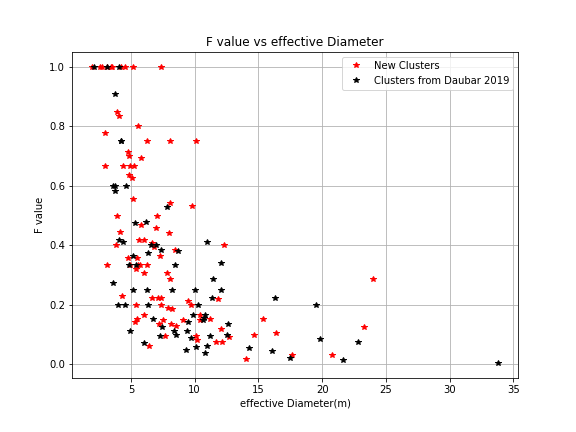 F value vs effective Diameter
New Clusters
Clusters from Daubar 2019
F value
1.0
0.8
0.6
0.4
0.2
0.0
5 10 15 20 25 30 35
effective Diameter(m)